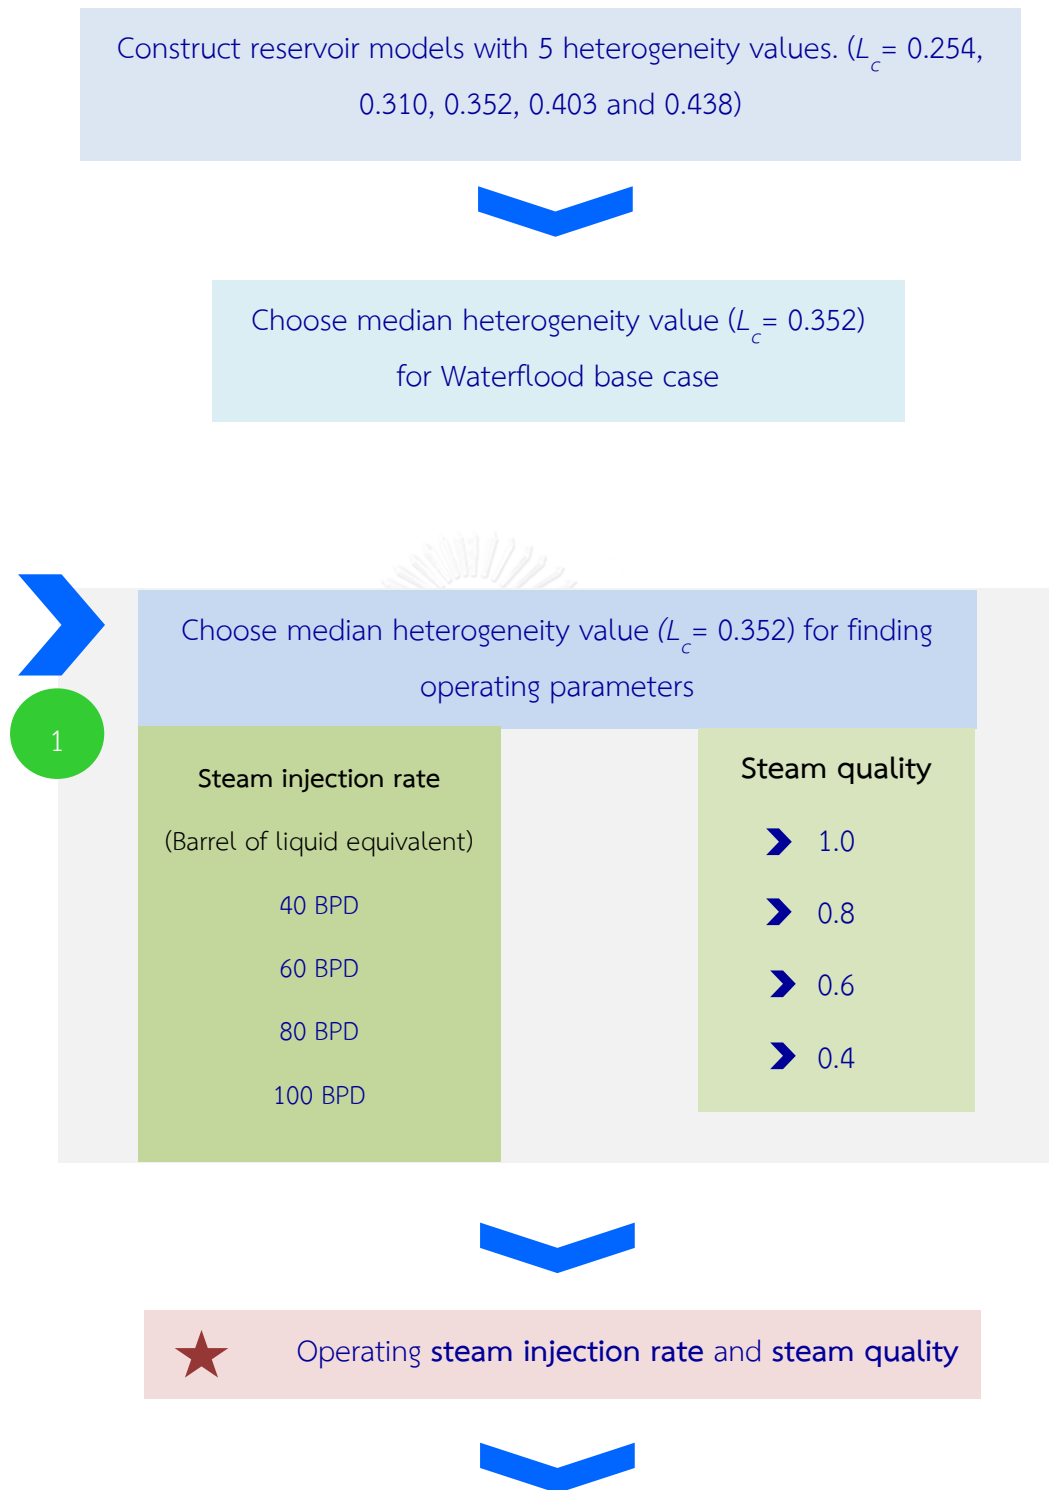 Construct reservoir models with 5 heterogeneity values. (Lc= 0.254,
0.310, 0.352, 0.403 and 0.438)
Choose median heterogeneity value (Lc= 0.352)
for Waterflood base case
Choose median heterogeneity value (Lc= 0.352) for finding
operating parameters
1
Steam injection rate
(Barrel of liquid equivalent)
40 BPD
60 BPD
80 BPD
100 BPD
Steam quality
1.0
0.8
0.6
0.4
Operating steam injection rate and steam quality